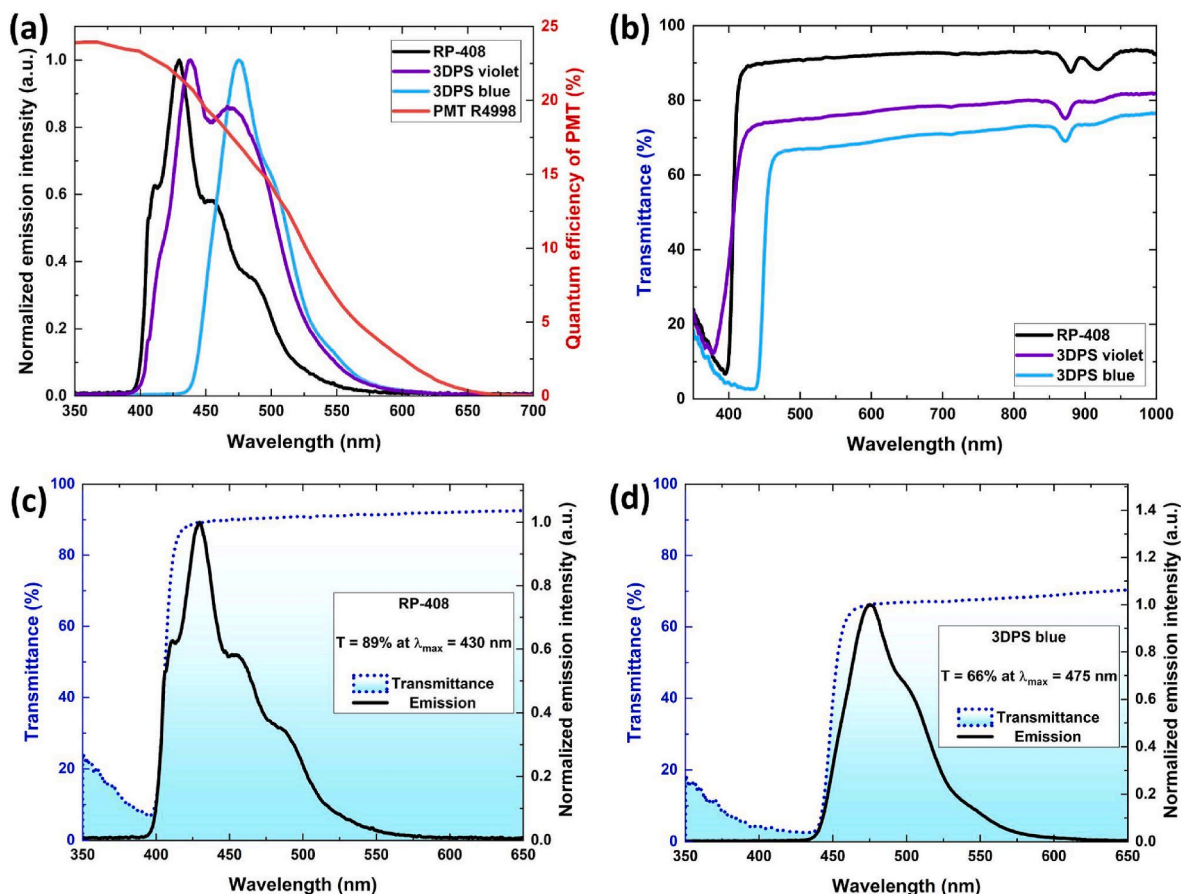 (a)
Normalized emission intensity (a.u.)
1.0
0.8
0.6
0.4
0.2
0.0
350 400 450 500 550 600 650 700
Wavelength (nm)
25
20
15
10
5
0
Quantum efficiency of PMT (%)
RP-408
3DPS violet
3DPS blue
PMT R4998
(b)
Transmittance (%)
100
80
60
40
20
0
400 500 600 700 800 900 1000
Wavelength (nm)
RP-408
3DPS violet
3DPS blue
(c)
Transmittance (%)
100
80
60
40
20
0
350 400 450 500 550 600 650
Wavelength (nm)
1.0
0.8
0.6
0.4
0.2
0.0
Normalized emission intensity (a.u.)
RP-408
T = 89% at λmax = 430 nm
Transmittance
Emission
(d)
Transmittance (%)
100
80
60
40
20
0
350 400 450 500 550 600 650
Wavelength (nm)
1.4
1.2
1.0
0.8
0.6
0.4
0.2
0.0
Normalized emission intensity (a.u.)
3DPS blue
T = 66% at λmax = 475 nm
Transmittance
Emission